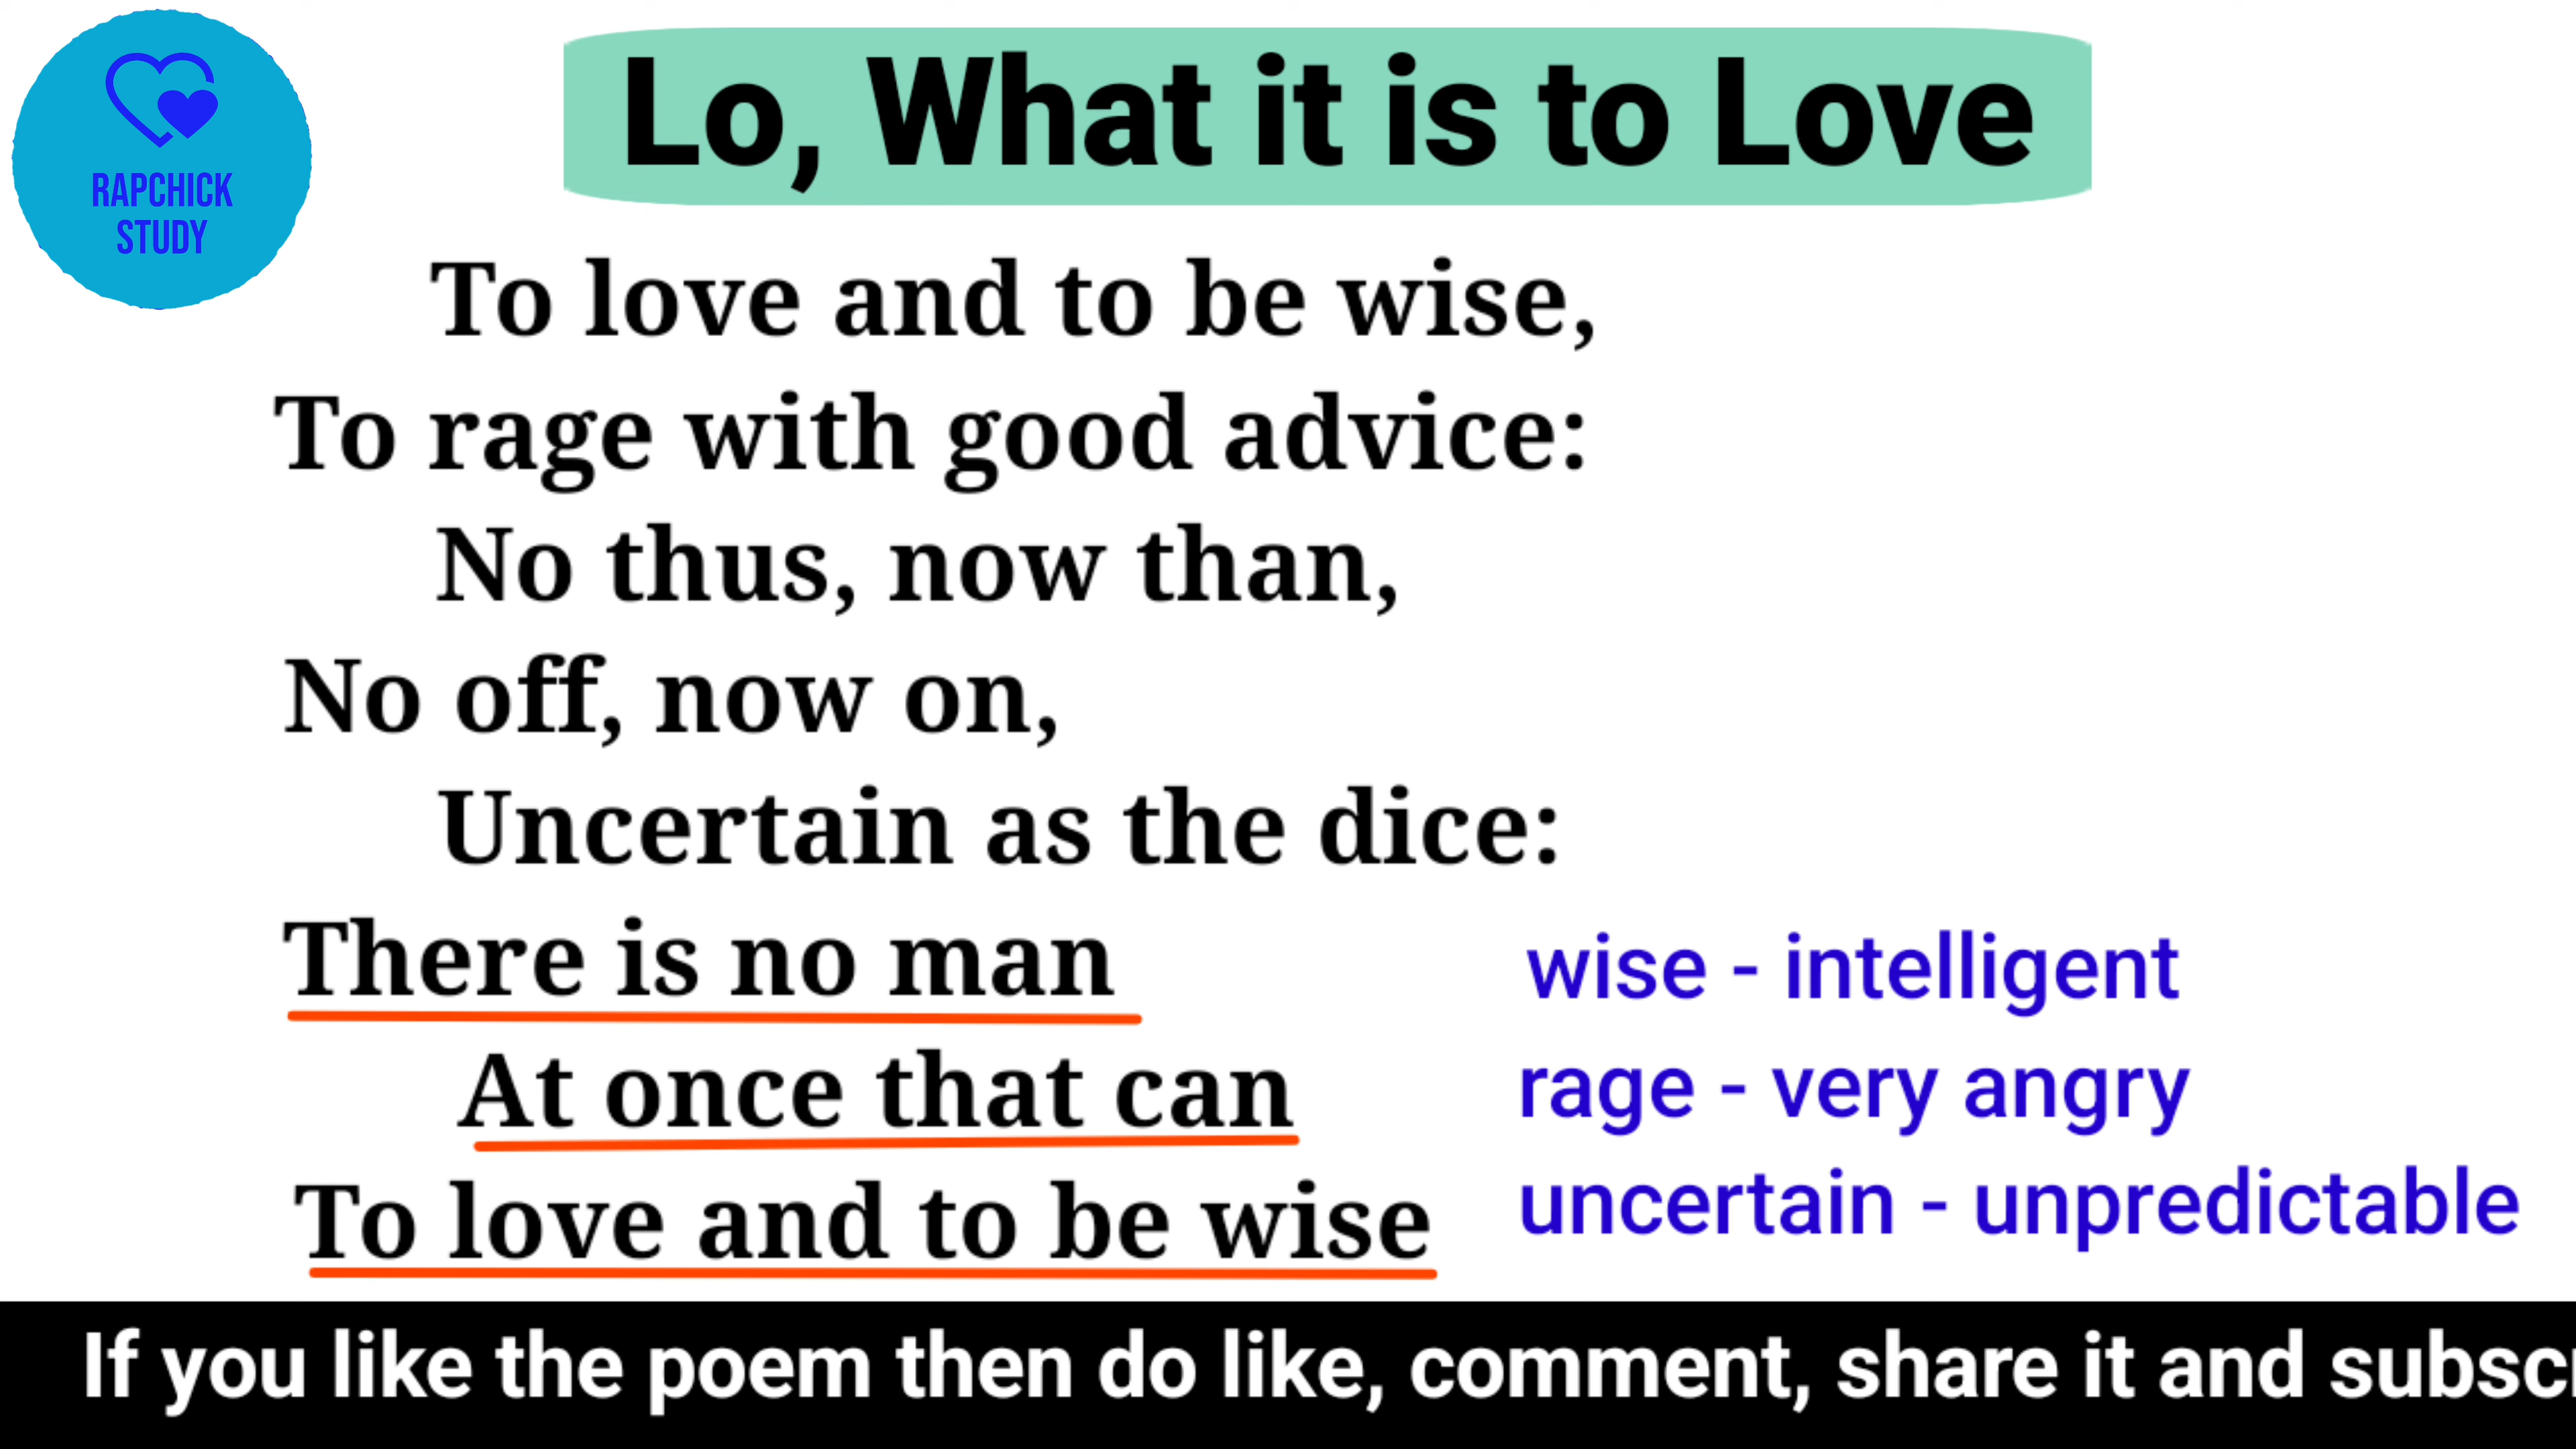 RAPCHICK
STUDY
Lo, What it is to Love
To love and to be wise,
To rage with good advice:
No thus, now than,
No off, now on,
Uncertain as the dice:
There is no man
At once that can
To love and to be wise
wise - intelligent
rage - very angry
uncertain - unpredictable
If you like the poem then do like, comment, share it and subscr